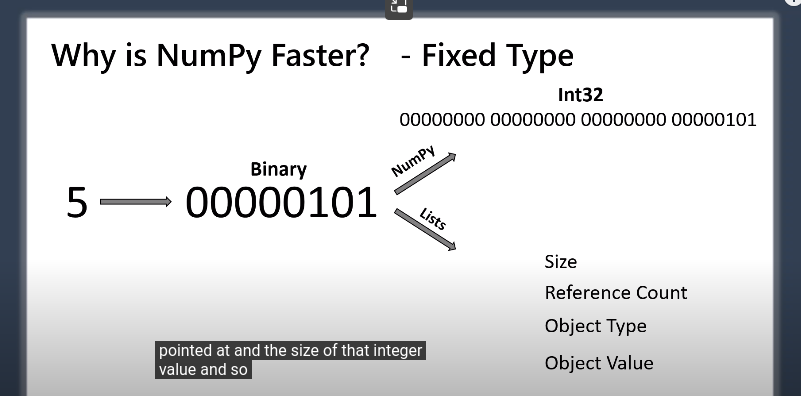 Why is NumPy Faster? - Fixed Type
Int32
00000000 00000000 00000000 00000101
NumPy
Binary
5 00000101
Lists
Size
Reference Count
Object Type
Object Value
pointed at and the size of that integer
value and so